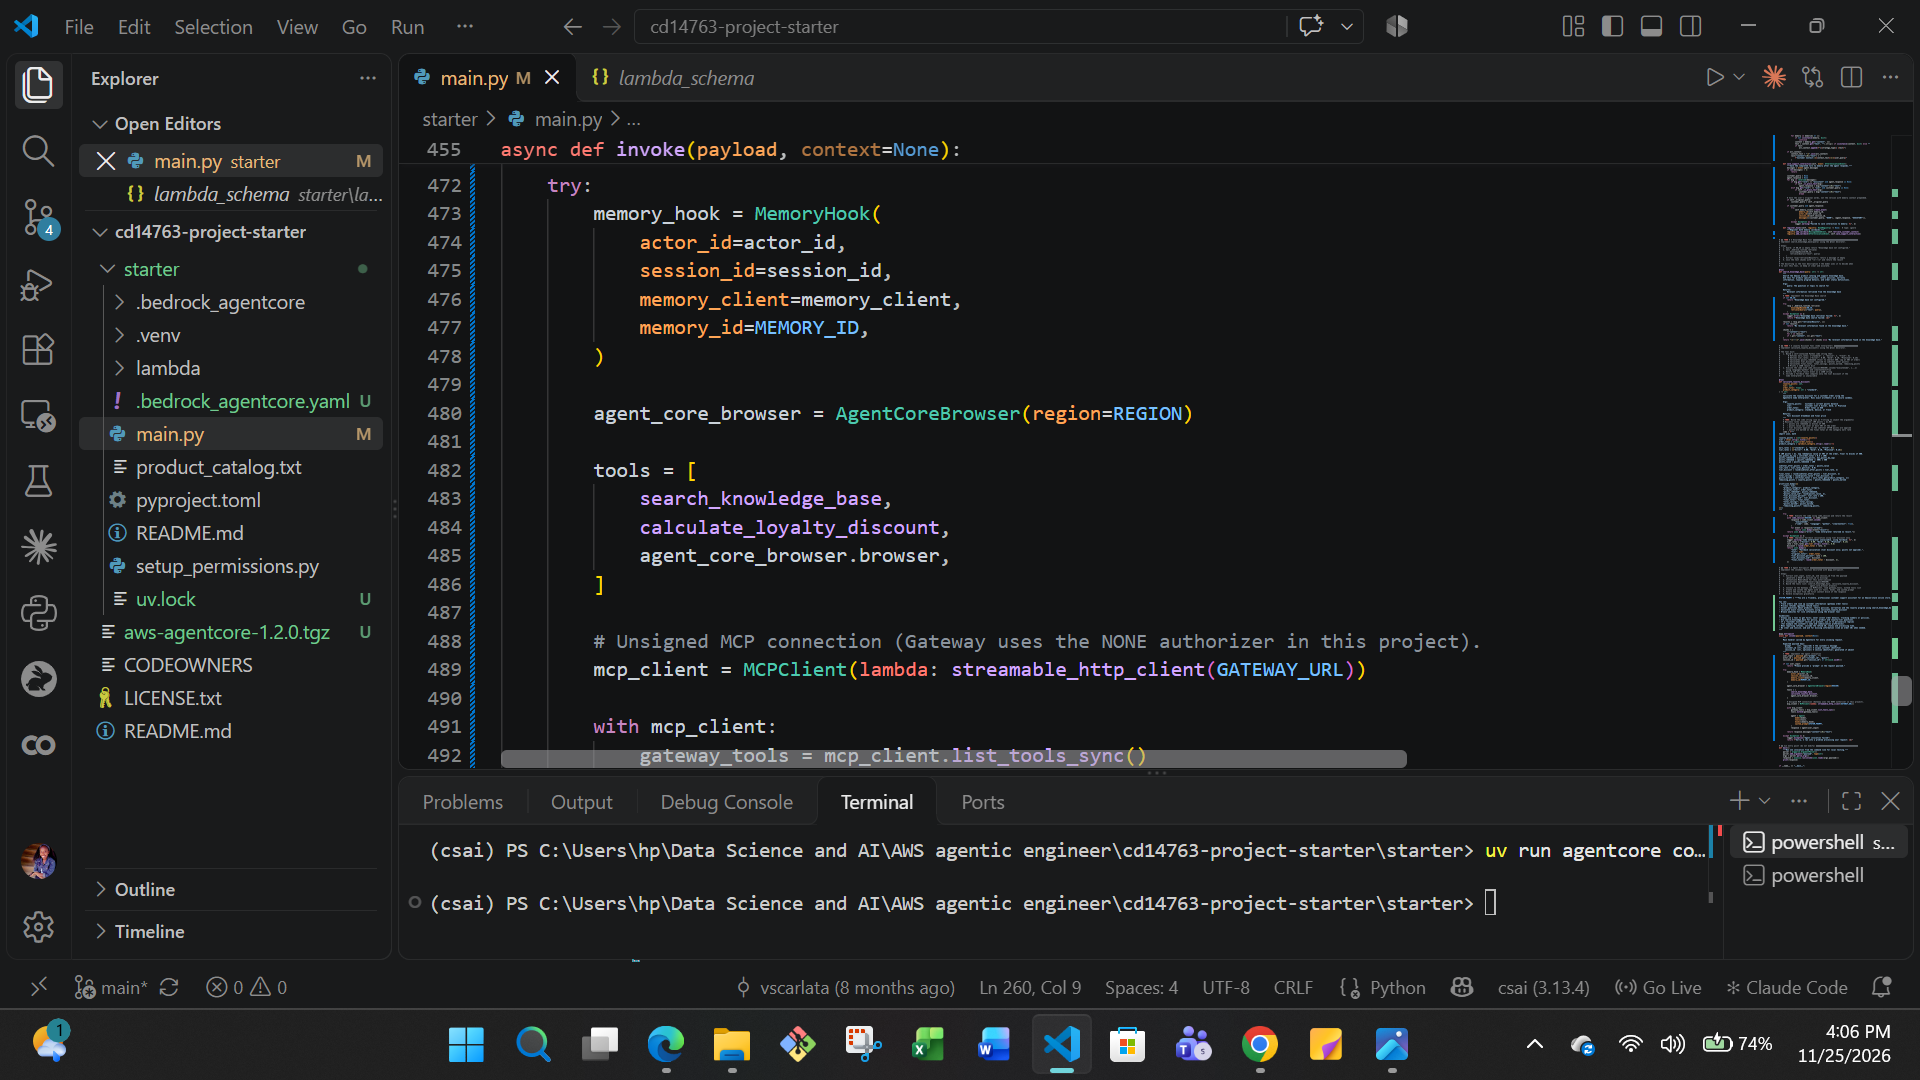 File Edit Selection View Go Run ···
cd14763-project-starter
Explorer
Open Editors
main.py starter M
{} lambda_schema starter\la...
cd14763-project-starter
starter
.bedrock_agentcore
.venv
lambda
! .bedrock_agentcore.yaml U
main.py M
product_catalog.txt
pyproject.toml
README.md
setup_permissions.py
uv.lock U
aws-agentcore-1.2.0.tgz U
CODEOWNERS
LICENSE.txt
README.md
Outline
Timeline
4
main.py M
{} lambda_schema
starter > main.py > ...
455 async def invoke(payload, context=None):
472 try:
473 memory_hook = MemoryHook(
474 actor_id=actor_id,
475 session_id=session_id,
476 memory_client=memory_client,
477 memory_id=MEMORY_ID,
478 )
479
480 agent_core_browser = AgentCoreBrowser(region=REGION)
481
482 tools = [
483 search_knowledge_base,
484 calculate_loyalty_discount,
485 agent_core_browser.browser,
486 ]
487
488 # Unsigned MCP connection (Gateway uses the NONE authorizer in this project).
489 mcp_client = MCPClient(lambda: streamable_http_client(GATEWAY_URL))
490
491 with mcp_client:
492 gateway_tools = mcp_client.list_tools_sync()
Problems Output Debug Console Terminal Ports
(csai) PS C:\Users\hp\Data Science and AI\AWS agentic engineer\cd14763-project-starter\starter> uv run agentcore co...
(csai) PS C:\Users\hp\Data Science and AI\AWS agentic engineer\cd14763-project-starter\starter>
powershell s...
powershell
main* 0 0 vscarlata (8 months ago) Ln 260, Col 9 Spaces: 4 UTF-8 CRLF {} Python csai (3.13.4) Go Live Claude Code
1
74%
4:06 PM
11/25/2026